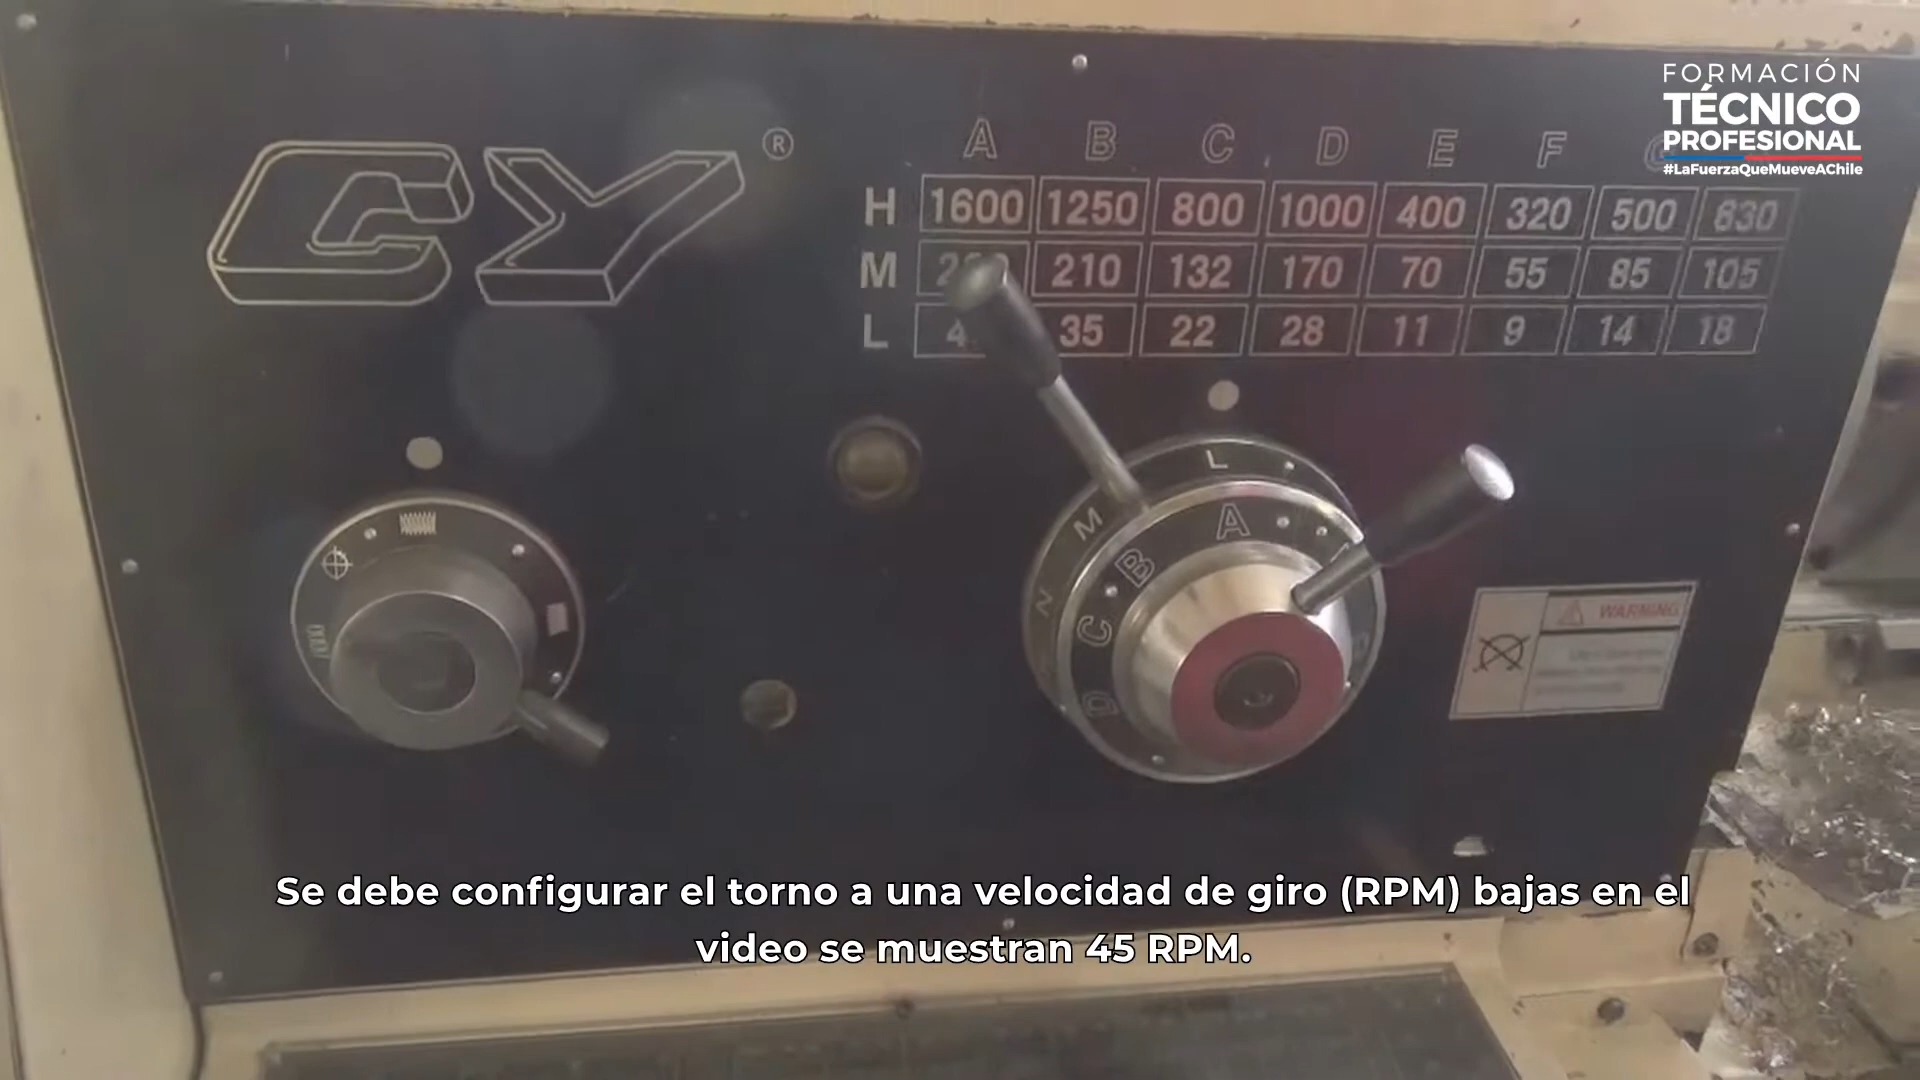 FORMACIÓN
TÉCNICO
PROFESIONAL
#LaFuerzaQueMueveAChile
CY ®
A B C D E F
H 1600 1250 800 1000 400 320 500 630
M 210 132 170 70 55 85 105
L 35 22 28 11 9 14 18
L
M
A
B
N
C
D
WARNING
Se debe configurar el torno a una velocidad de giro (RPM) bajas en el
video se muestran 45 RPM.